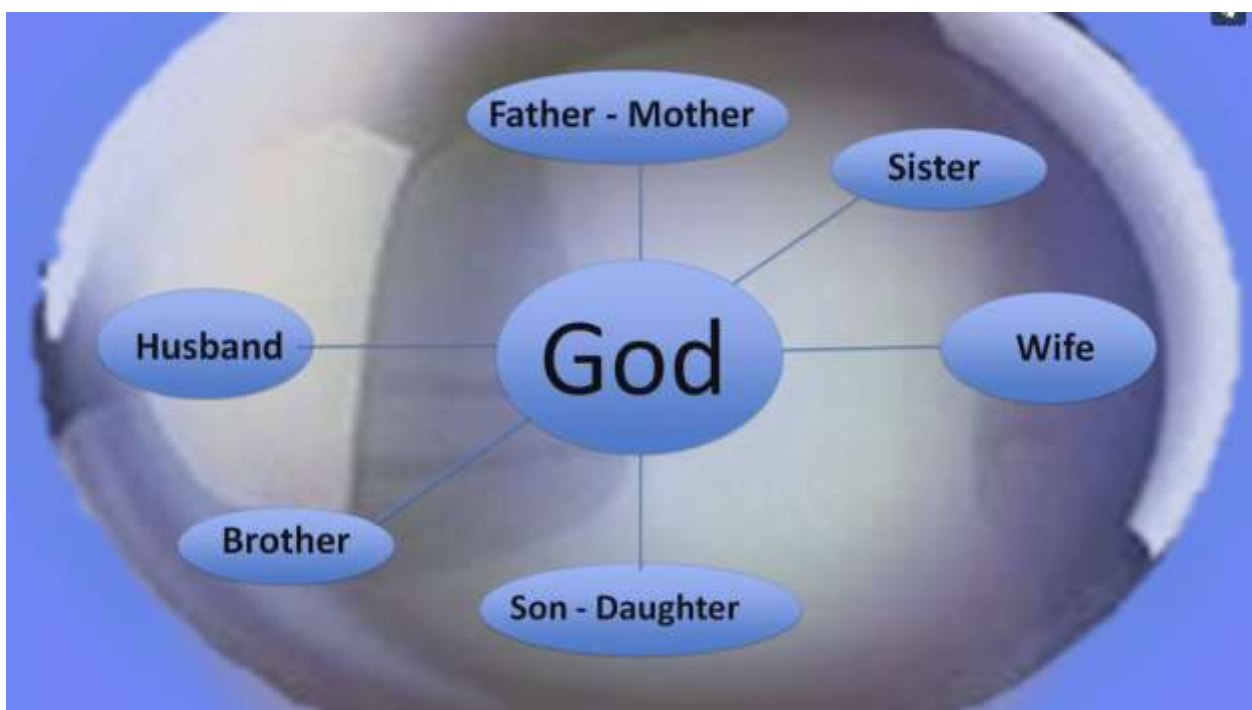 Father - Mother
Sister
Husband
God
Wife
Brother
Son - Daughter